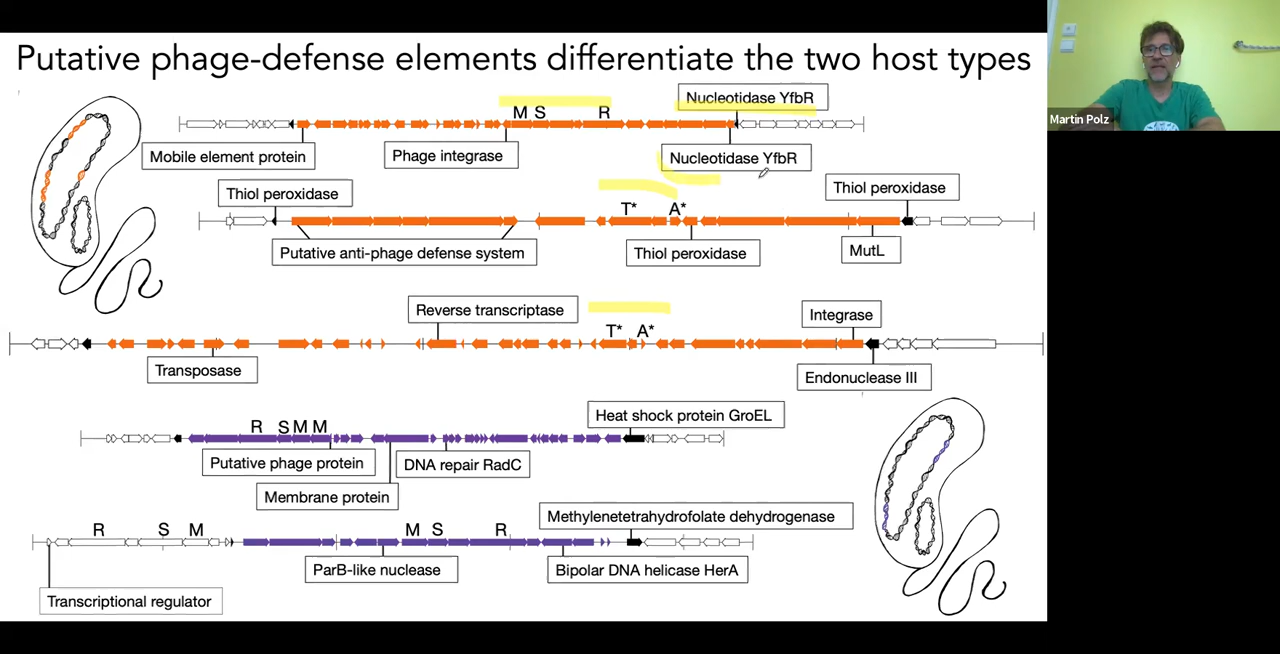 Putative phage-defense elements differentiate the two host types
Martin Polz
Nucleotidase YfbR
M S R
Mobile element protein
Phage integrase
Nucleotidase YfbR
Thiol peroxidase
Thiol peroxidase
T* A*
Putative anti-phage defense system
Thiol peroxidase
MutL
Reverse transcriptase
Integrase
T* A*
Transposase
Endonuclease III
Heat shock protein GroEL
R S M M
Putative phage protein
DNA repair RadC
Membrane protein
Methylenetetrahydrofolate dehydrogenase
R S M M S R
ParB-like nuclease
Bipolar DNA helicase HerA
Transcriptional regulator